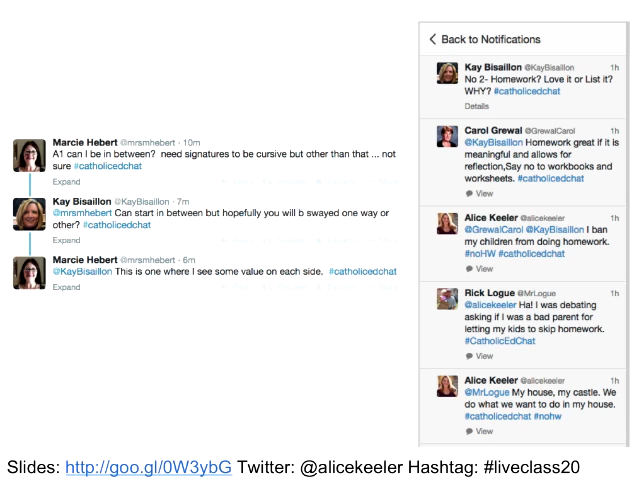 Marcie Hebert @mrsmhebert · 10m
A1 can I be in between? need signatures to be cursive but other than that ... not
sure #catholicedchat
Expand
Kay Bisaillon @KayBisaillon · 7m
@mrsmhebert Can start in between but hopefully you will b swayed one way or
other? #catholicedchat
Expand
Marcie Hebert @mrsmhebert · 6m
@KayBisaillon This is one where I see some value on each side. #catholicedchat
Expand
Back to Notifications
Kay Bisaillon @KayBisaillon 1h
No 2- Homework? Love it or List it?
WHY? #catholicedchat
Details
Carol Grewal @GrewalCarol 1h
@KayBisaillon Homework great if it is
meaningful and allows for
reflection,Say no to workbooks and
worksheets. #catholicedchat
View
Alice Keeler @alicekeeler 1h
@GrewalCarol @KayBisaillon I ban
my children from doing homework.
#noHW #catholicedchat
View
Rick Logue @MrLogue 1h
@alicekeeler Ha! I was debating
asking if I was a bad parent for
letting my kids to skip homework.
#CatholicEdChat
View
Alice Keeler @alicekeeler 1h
@MrLogue My house, my castle. We
do what we want to do in my house.
#catholicedchat #nohw
View
Slides: http://goo.gl/0W3ybG Twitter: @alicekeeler Hashtag: #liveclass20